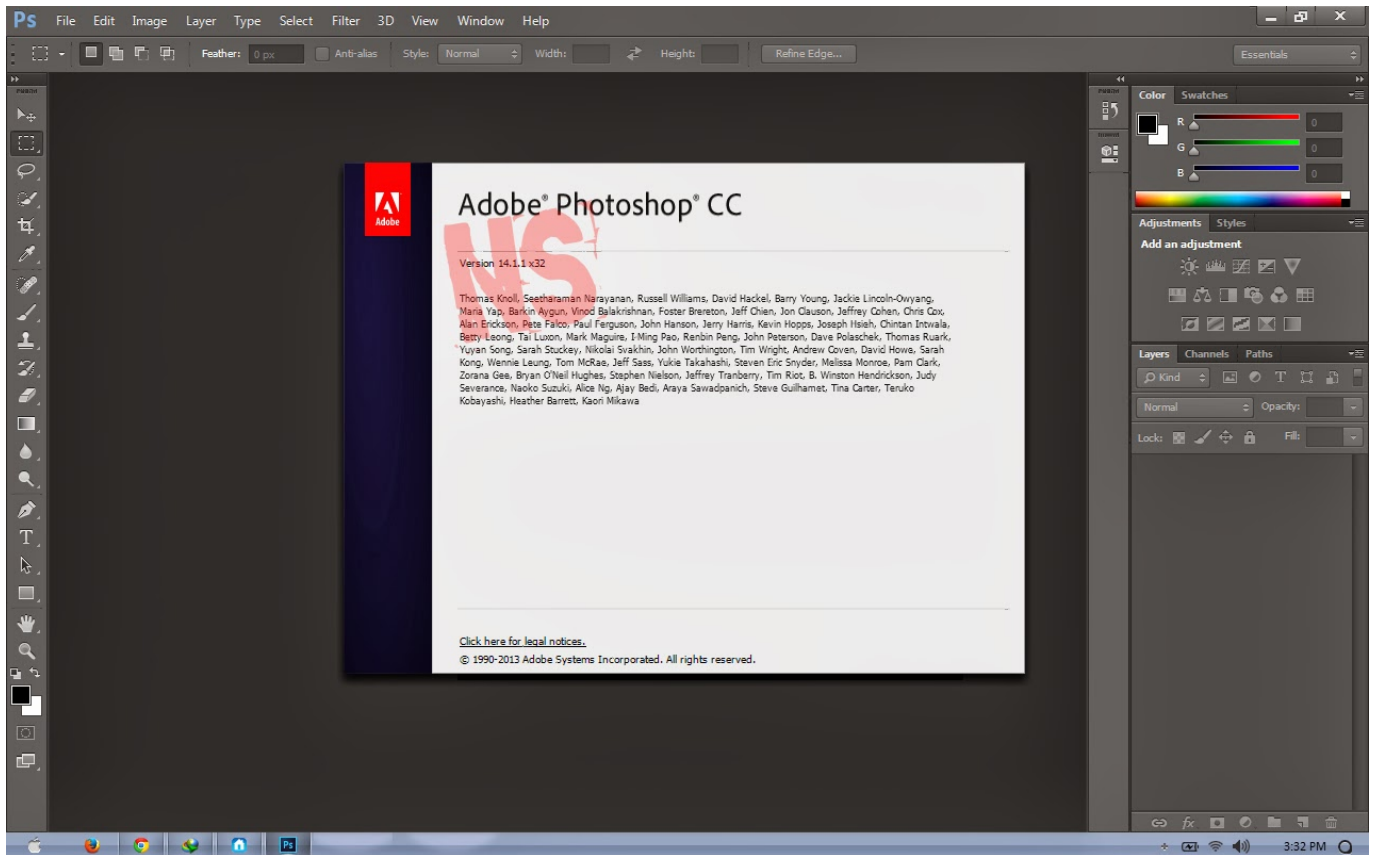 Ps File Edit Image Layer Type Select Filter 3D View Window Help
Feather: 0 px Anti-alias Style: Normal Width: Height: Refine Edge... Essentials
Color Swatches
R 0
G 0
B 0
Adjustments Styles
Add an adjustment
Layers Channels Paths
Kind
Normal Opacity:
Lock: Fill:
Adobe
Adobe® Photoshop® CC
NS
Version 14.1.1 x32
Thomas Knoll, Seetharaman Narayanan, Russell Williams, David Hackel, Barry Young, Jackie Lincoln-Owyang,
Maria Yap, Barkin Aygun, Vinod Balakrishnan, Foster Brereton, Jeff Chien, Jon Clauson, Jeffrey Cohen, Chris Cox,
Alan Erickson, Pete Falco, Paul Ferguson, John Hanson, Jerry Harris, Kevin Hopps, Joseph Hsieh, Chintan Intwala,
Betty Leong, Tai Luxon, Mark Maguire, I-Ming Pao, Renbin Peng, John Peterson, Dave Polaschek, Thomas Ruark,
Yuyan Song, Sarah Stuckey, Nikolai Svakhin, John Worthington, Tim Wright, Andrew Coven, David Howe, Sarah
Kong, Wennie Leung, Tom McRae, Jeff Sass, Yukie Takahashi, Steven Eric Snyder, Melissa Monroe, Pam Clark,
Zorana Gee, Bryan O'Neil Hughes, Stephen Nielson, Jeffrey Tranberry, Tim Riot, B. Winston Hendrickson, Judy
Severance, Naoko Suzuki, Alice Ng, Ajay Bedi, Araya Sawadpanich, Steve Guilhamet, Tina Carter, Teruko
Kobayashi, Heather Barrett, Kaori Mikawa
Click here for legal notices.
© 1990-2013 Adobe Systems Incorporated. All rights reserved.
fx
Ps
3:32 PM